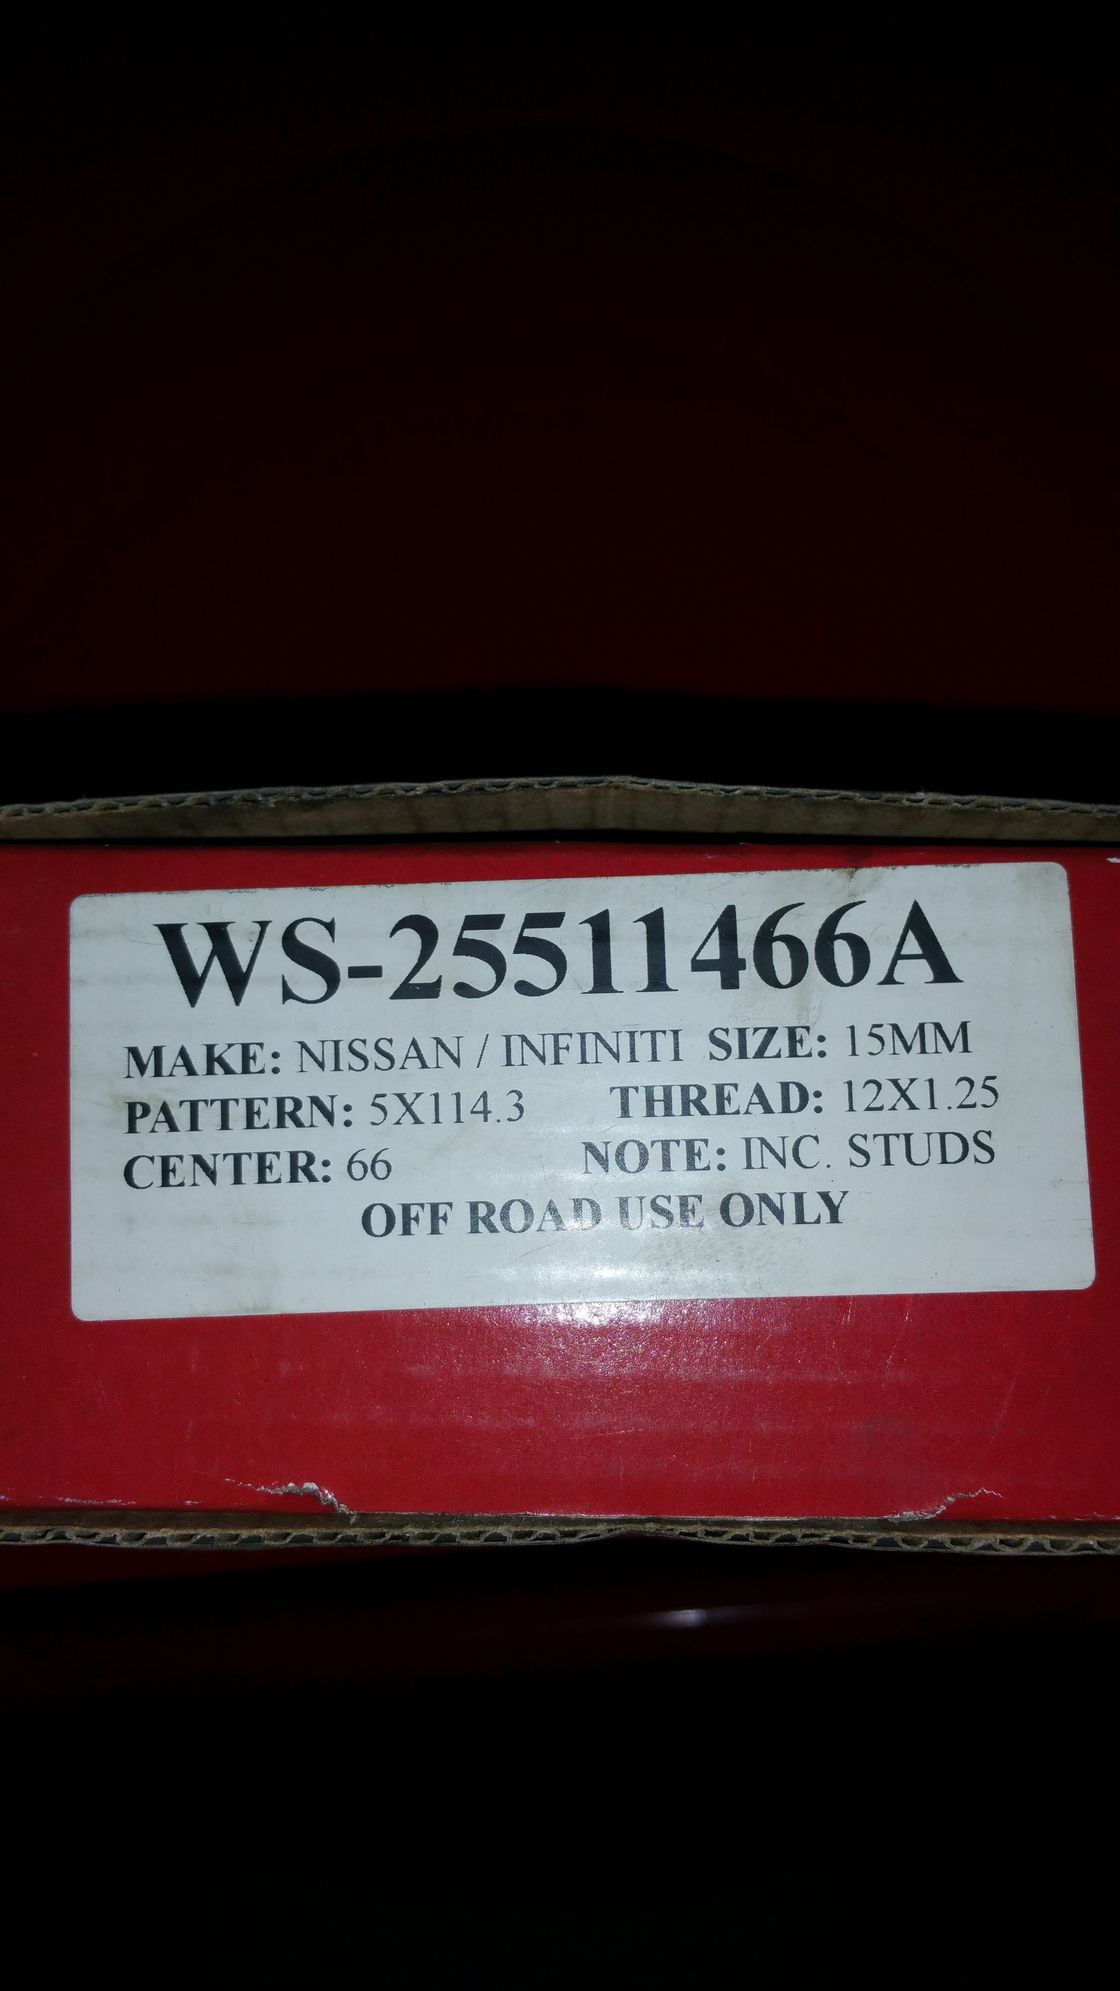 WS-25511466A
MAKE: NISSAN / INFINITI SIZE: 15MM
PATTERN: 5X114.3 THREAD: 12X1.25
CENTER: 66 NOTE: INC. STUDS
OFF ROAD USE ONLY